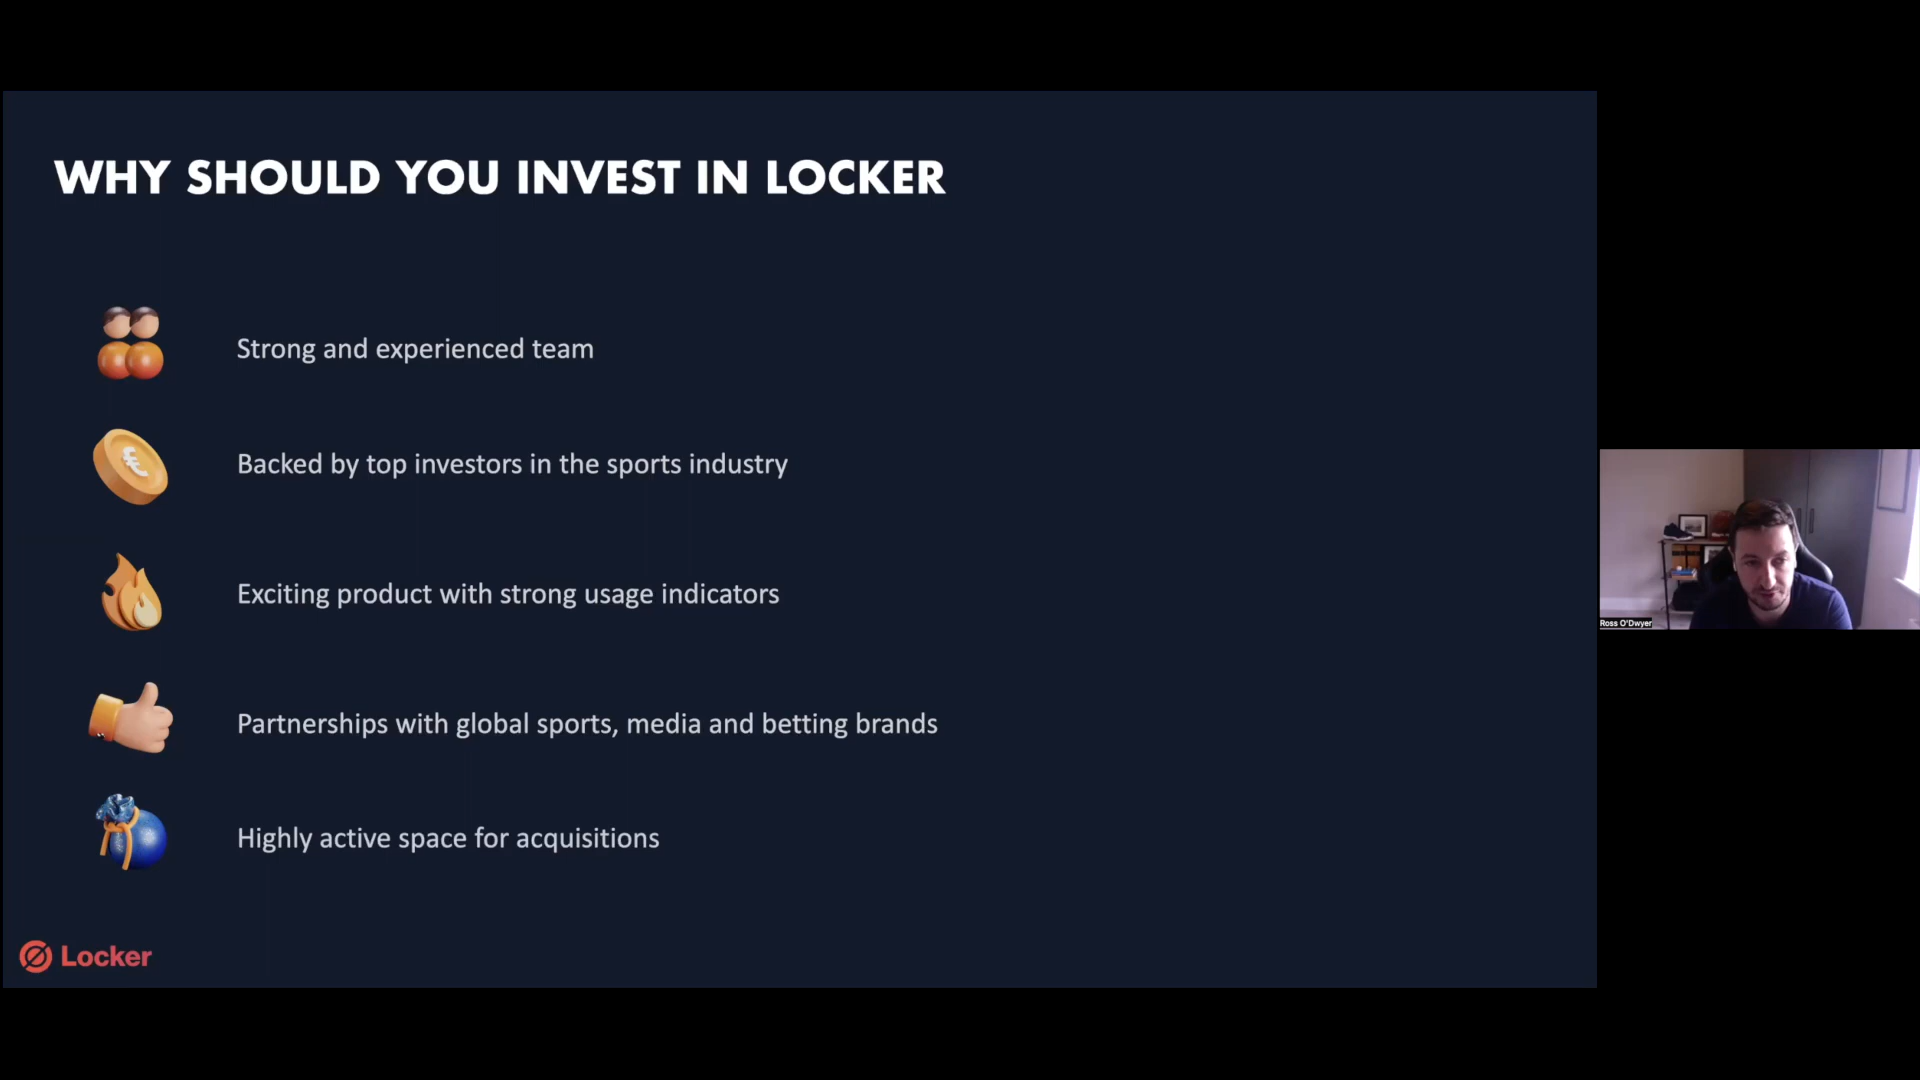 WHY SHOULD YOU INVEST IN LOCKER
Strong and experienced team
Backed by top investors in the sports industry
Exciting product with strong usage indicators
Partnerships with global sports, media and betting brands
Highly active space for acquisitions
Locker
Ross O'Dwyer